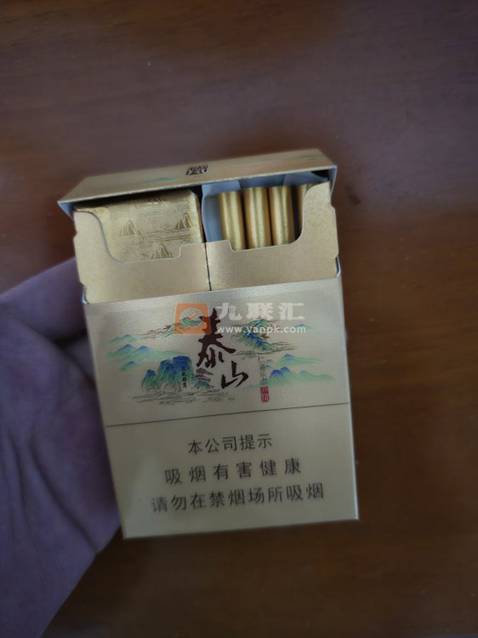 九联汇
www.yanpk.com
泰山
本公司提示
吸烟有害健康
请勿在禁烟场所吸烟